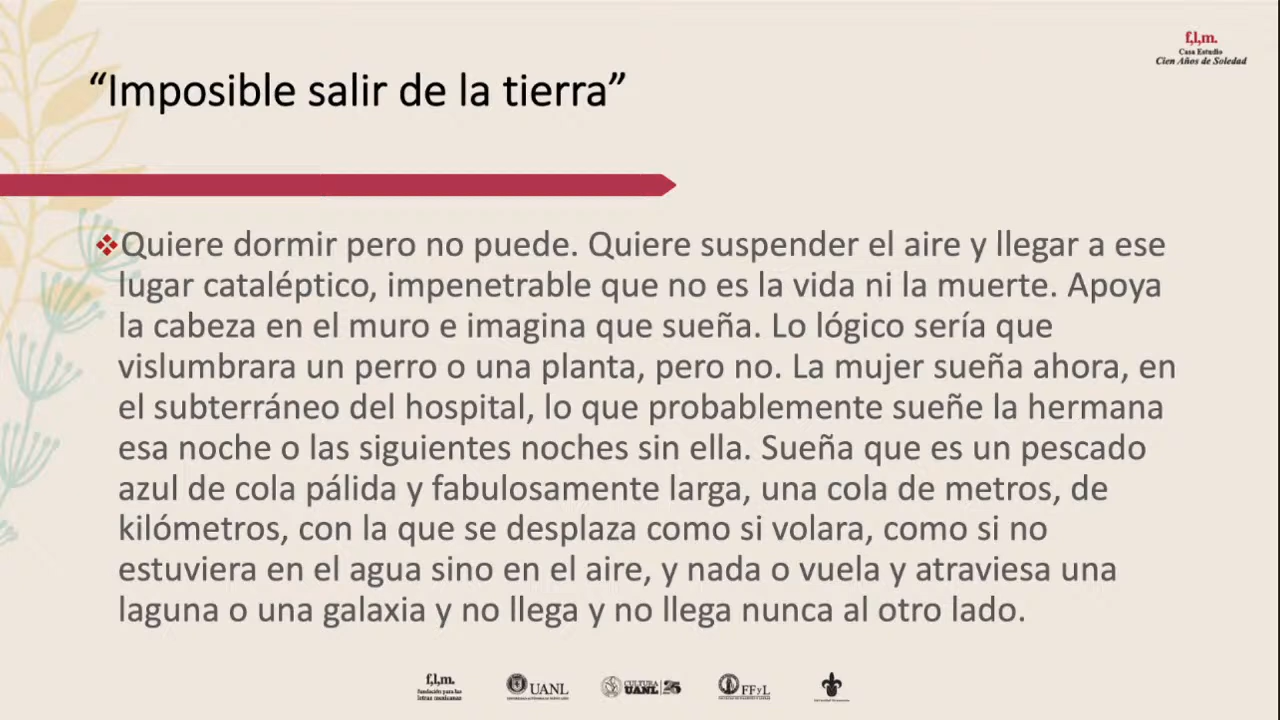 f,l,m.
Casa Estudio
Cien Años de Soledad
“Imposible salir de la tierra”
Quiere dormir pero no puede. Quiere suspender el aire y llegar a ese
lugar cataléptico, impenetrable que no es la vida ni la muerte. Apoya
la cabeza en el muro e imagina que sueña. Lo lógico sería que
vislumbrara un perro o una planta, pero no. La mujer sueña ahora, en
el subterráneo del hospital, lo que probablemente sueñe la hermana
esa noche o las siguientes noches sin ella. Sueña que es un pescado
azul de cola pálida y fabulosamente larga, una cola de metros, de
kilómetros, con la que se desplaza como si volara, como si no
estuviera en el agua sino en el aire, y nada o vuela y atraviesa una
laguna o una galaxia y no llega y no llega nunca al otro lado.
f,l,m.
Fundación para las
letras mexicanas
UANL
CULTURA
UANL
FFyL